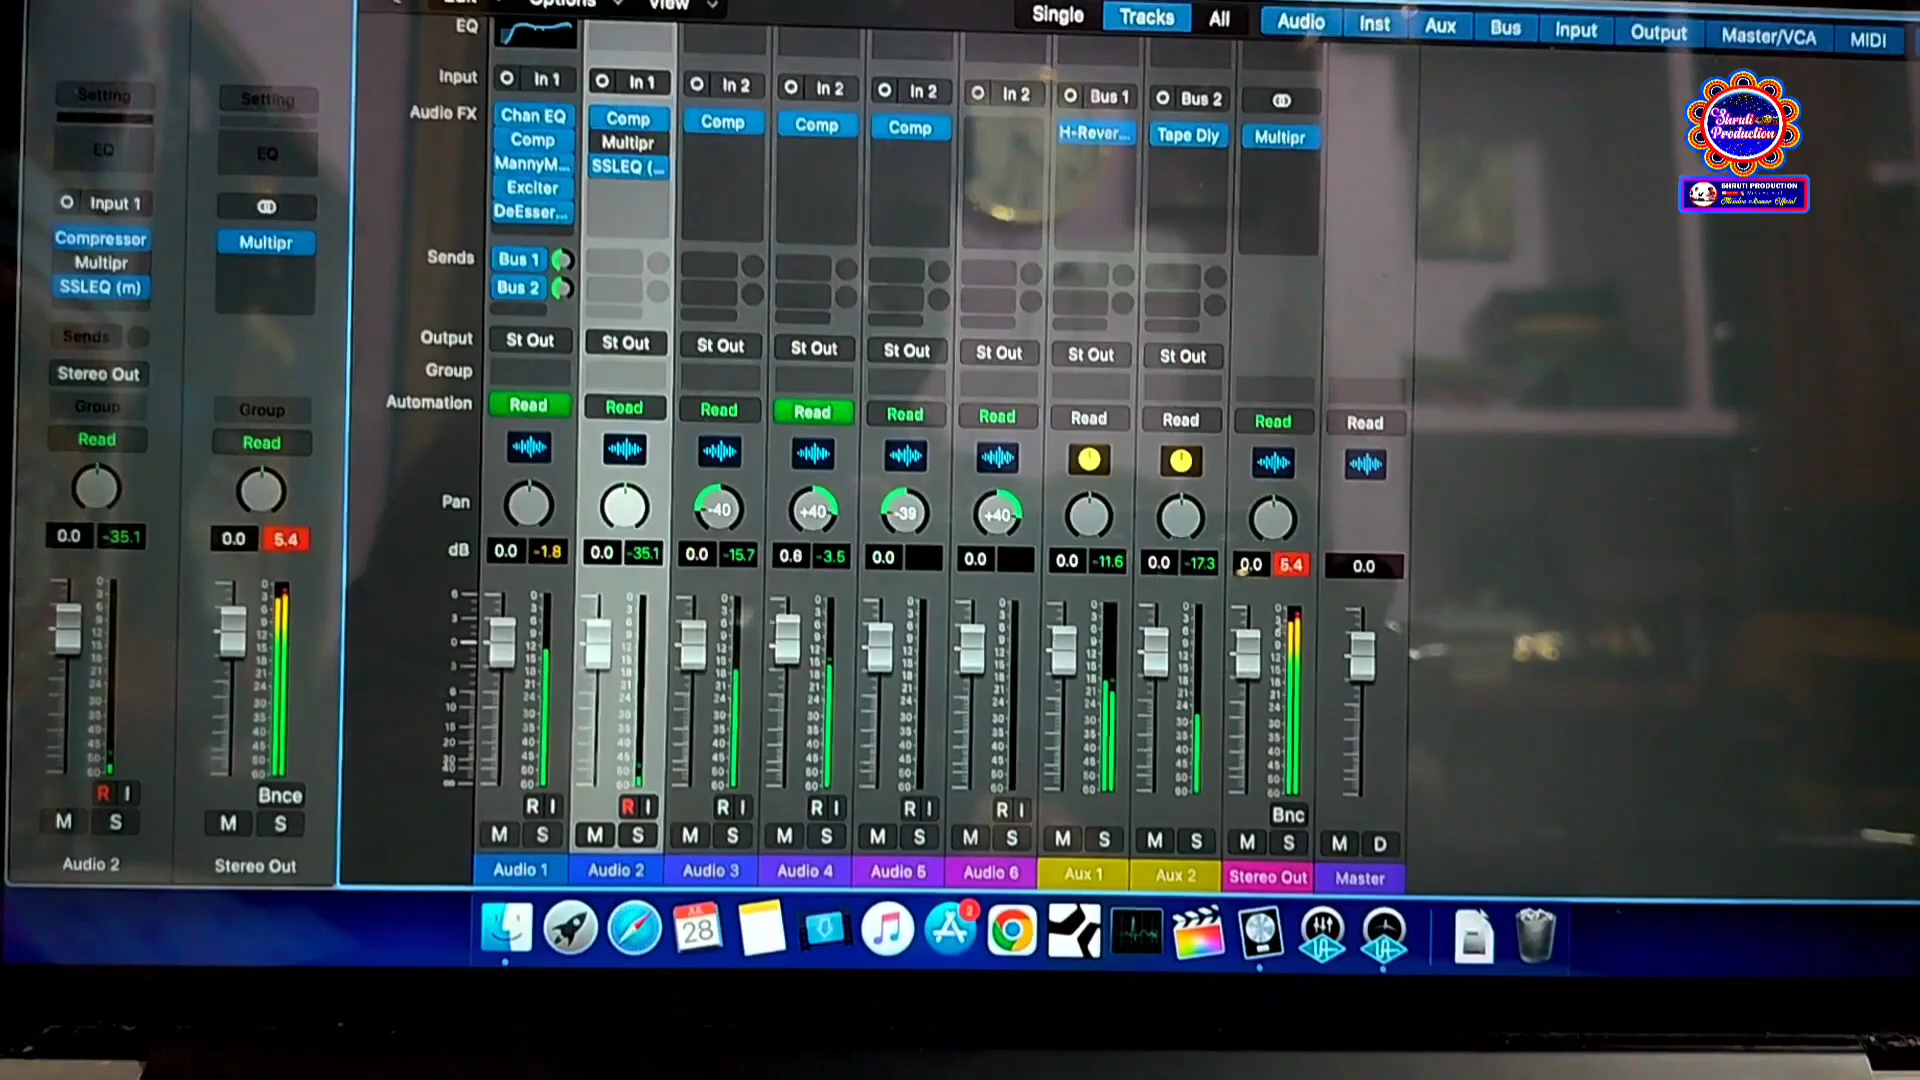 Options
View
Single Tracks All Audio Inst Aux Bus Input Output Master/VCA MIDI
Setting
EQ
Input 1
Compressor
Multipr
SSLEQ (m)
Sends
Stereo Out
Group
Read
0.0 -35.1
R I
M S
Audio 2
Setting
EQ
Multipr
Group
Read
0.0 5.4
Bnce
M S
Stereo Out
EQ
Input In 1 In 1 In 2 In 2 In 2 In 2 Bus 1 Bus 2
Audio FX Chan EQ Comp Comp Comp Comp H-Rever... Tape Dly Multipr
Comp Multipr
MannyM... SSLEQ (...
Exciter
DeEsser...
Sends Bus 1
Bus 2
Output St Out St Out St Out St Out St Out St Out St Out St Out
Group
Automation Read Read Read Read Read Read Read Read Read Read
Pan -40 +40 -39 +40
dB 0.0 -1.8 0.0 -35.1 0.0 -15.7 0.8 -3.5 0.0 0.0 0.0 -11.6 0.0 -17.3 0.0 5.4 0.0
R I R I R I R I R I R I Bnc
M S M S M S M S M S M S M S M S M S M D
Audio 1 Audio 2 Audio 3 Audio 4 Audio 5 Audio 6 Aux 1 Aux 2 Stereo Out Master
JUL
28
2
Shruti
Production
SHRUTI PRODUCTION